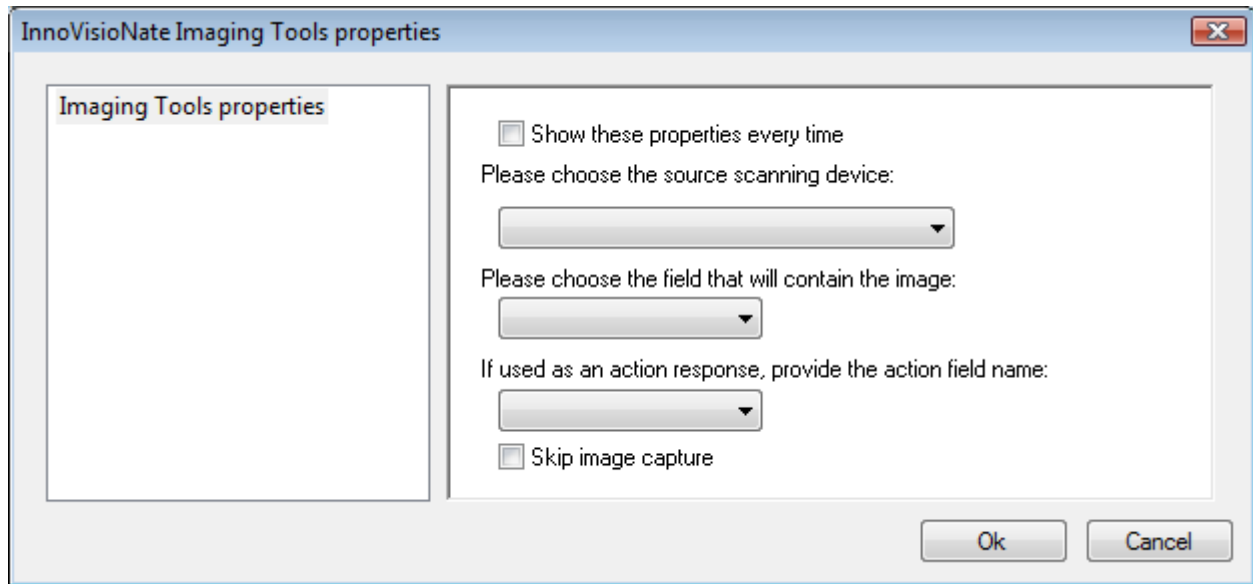 InnoVisioNate Imaging Tools properties
Imaging Tools properties
Show these properties every time
Please choose the source scanning device:
Please choose the field that will contain the image:
If used as an action response, provide the action field name:
Skip image capture
Ok
Cancel